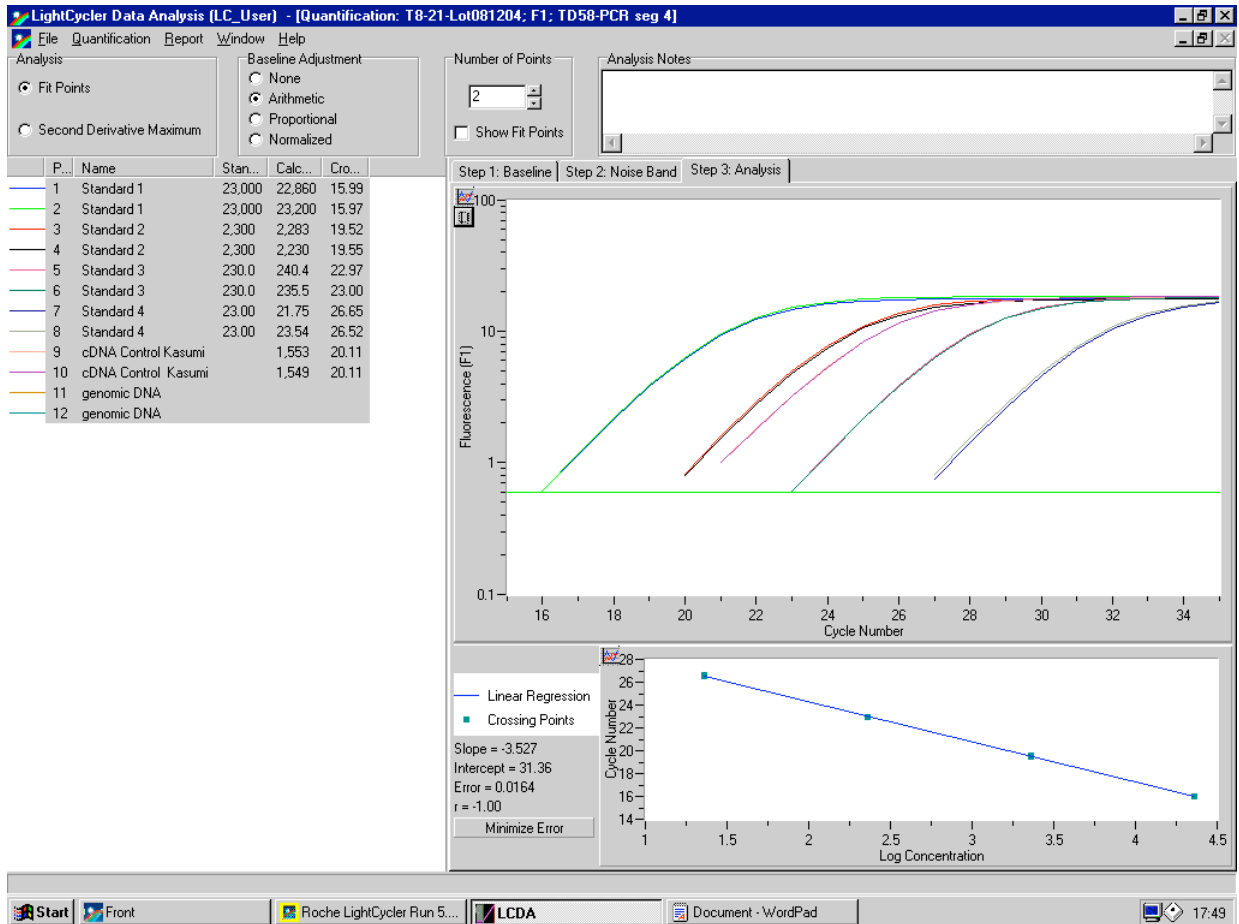 LightCycler Data Analysis (LC_User) - [Quantification: T8-21-Lot081204; F1; TD58-PCR seg 4]
File Quantification Report Window Help
Analysis
Fit Points
Second Derivative Maximum
Baseline Adjustment
None
Arithmetic
Proportional
Normalized
Number of Points
2
Show Fit Points
Analysis Notes
P... Name Stan... Calc... Cro...
1 Standard 1 23,000 22,860 15.99
2 Standard 1 23,000 23,200 15.97
3 Standard 2 2,300 2,283 19.52
4 Standard 2 2,300 2,230 19.55
5 Standard 3 230.0 240.4 22.97
6 Standard 3 230.0 235.5 23.00
7 Standard 4 23.00 21.75 26.65
8 Standard 4 23.00 23.54 26.52
9 cDNA Control Kasumi 1,553 20.11
10 cDNA Control Kasumi 1,549 20.11
11 genomic DNA
12 genomic DNA
Step 1: Baseline Step 2: Noise Band Step 3: Analysis
100
10
1
0.1
Fluorescence (F1)
16 18 20 22 24 26 28 30 32 34
Cycle Number
Linear Regression
Crossing Points
Slope = -3.527
Intercept = 31.36
Error = 0.0164
r = -1.00
Minimize Error
28
26
24
22
20
18
16
14
Cycle Number
1 1.5 2 2.5 3 3.5 4 4.5
Log Concentration
Start Front Roche LightCycler Run 5.... LCDA Document - WordPad 17:49